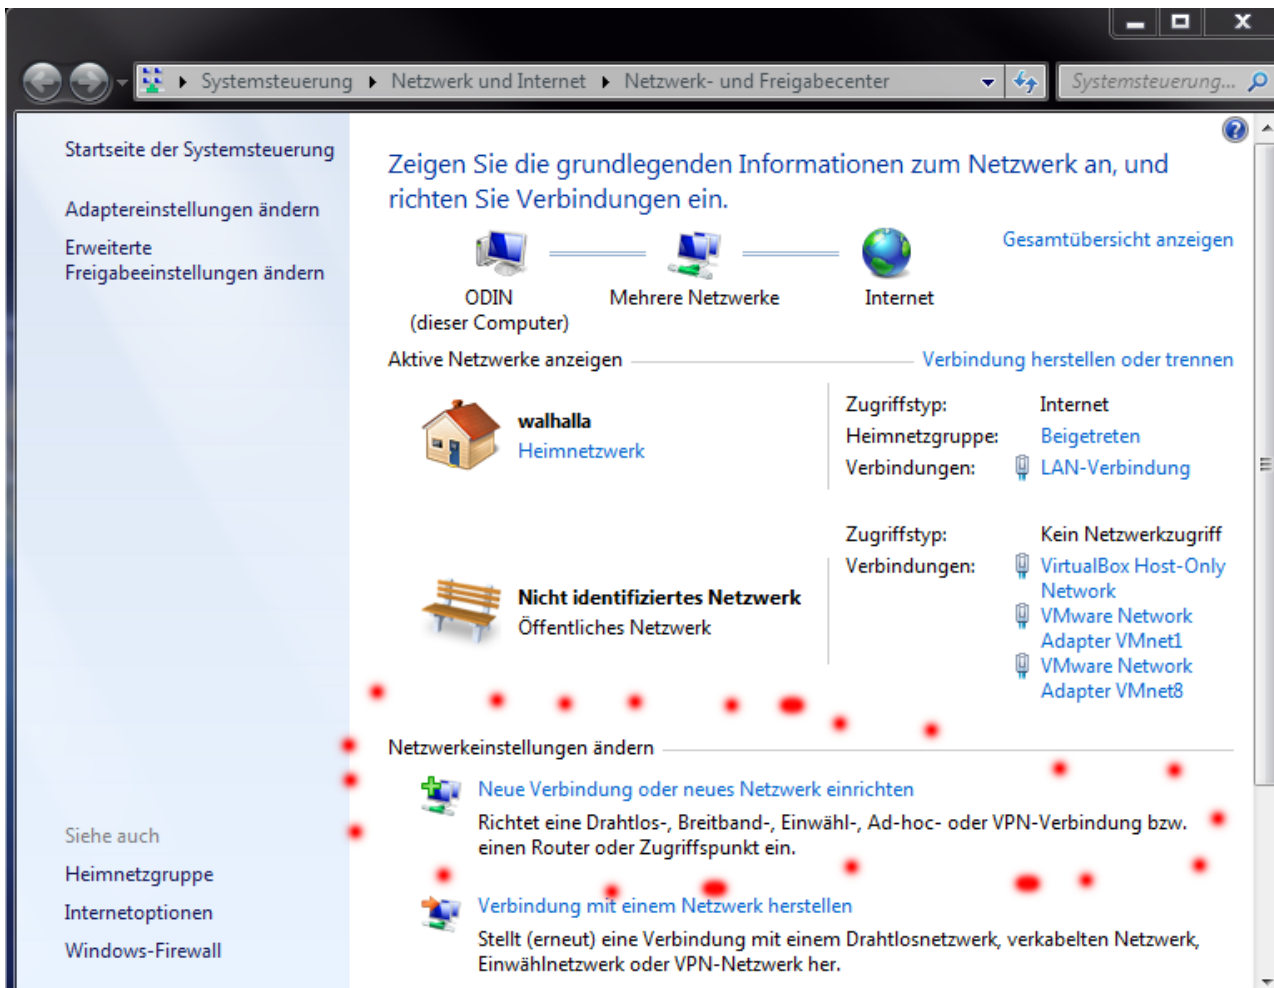 Systemsteuerung Netzwerk und Internet Netzwerk- und Freigabecenter
Systemsteuerung...
Startseite der Systemsteuerung
Adaptereinstellungen ändern
Erweiterte
Freigabeeinstellungen ändern
Zeigen Sie die grundlegenden Informationen zum Netzwerk an, und
richten Sie Verbindungen ein.
Gesamtübersicht anzeigen
ODIN
(dieser Computer)
Mehrere Netzwerke
Internet
Aktive Netzwerke anzeigen
Verbindung herstellen oder trennen
walhalla
Heimnetzwerk
Zugriffstyp: Internet
Heimnetzgruppe: Beigetreten
Verbindungen: LAN-Verbindung
Nicht identifiziertes Netzwerk
Öffentliches Netzwerk
Zugriffstyp: Kein Netzwerkzugriff
Verbindungen: VirtualBox Host-Only
Network
VMware Network
Adapter VMnet1
VMware Network
Adapter VMnet8
Netzwerkeinstellungen ändern
Neue Verbindung oder neues Netzwerk einrichten
Richtet eine Drahtlos-, Breitband-, Einwähl-, Ad-hoc- oder VPN-Verbindung bzw.
einen Router oder Zugriffspunkt ein.
Verbindung mit einem Netzwerk herstellen
Stellt (erneut) eine Verbindung mit einem Drahtlosnetzwerk, verkabelten Netzwerk,
Einwählnetzwerk oder VPN-Netzwerk her.
Siehe auch
Heimnetzgruppe
Internetoptionen
Windows-Firewall